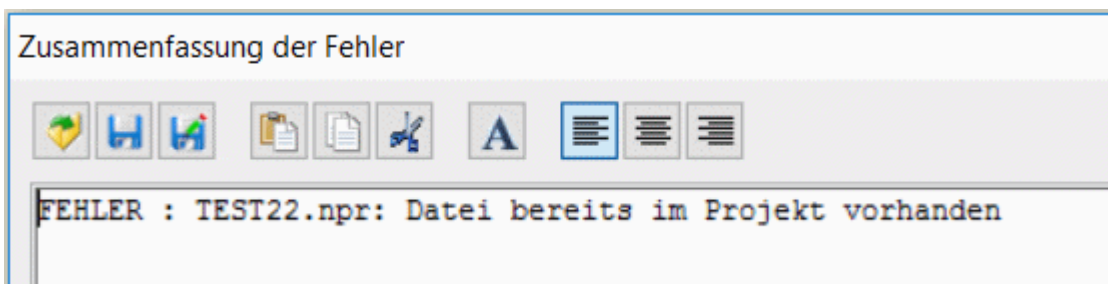 Zusammenfassung der Fehler
A
FEHLER : TEST22.npr: Datei bereits im Projekt vorhanden